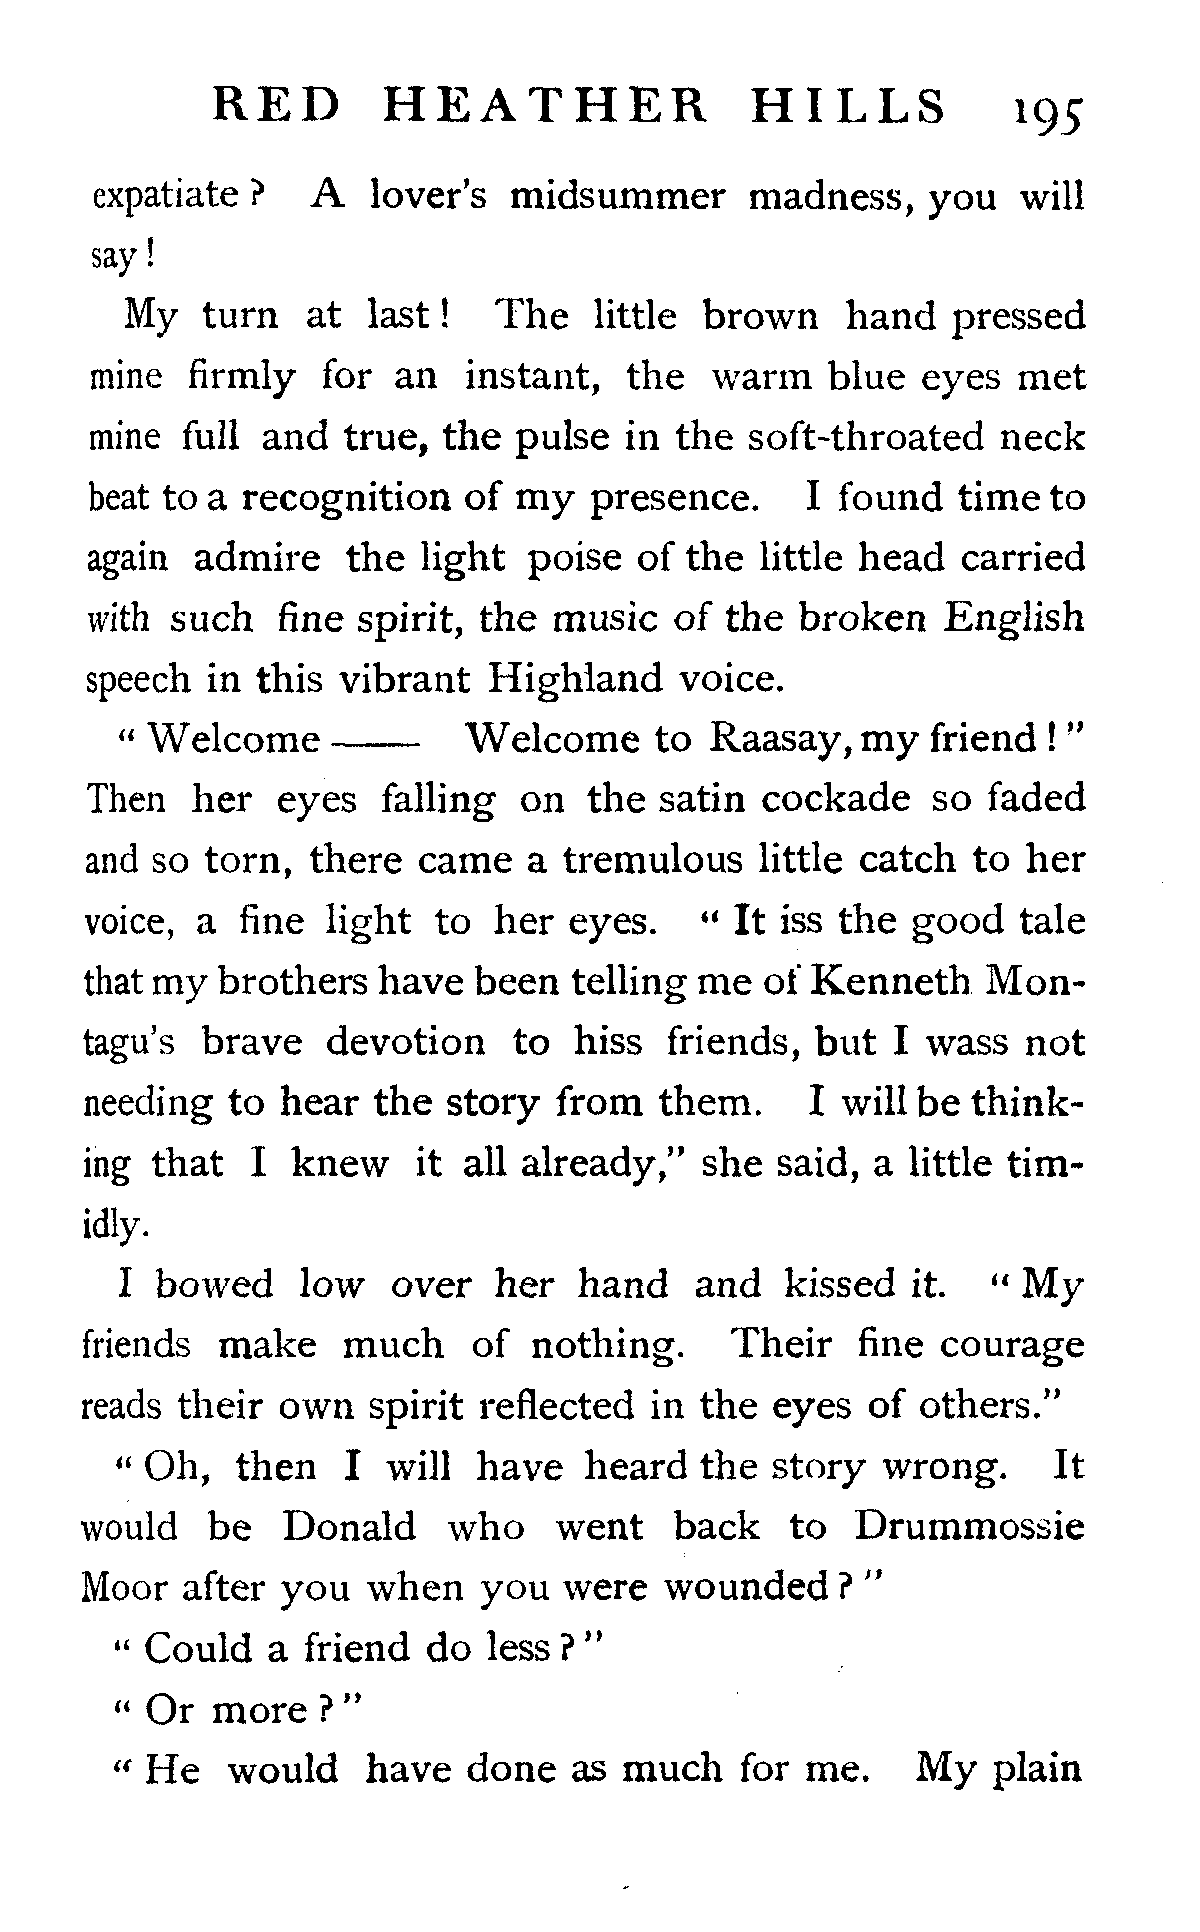 RED HEATHER HILLS 195
expatiate? A lover's midsummer madness, you will
say!
My turn at last! The little brown hand pressed
mine firmly for an instant, the warm blue eyes met
mine full and true, the pulse in the soft-throated neck
beat to a recognition of my presence. I found time to
again admire the light poise of the little head carried
with such fine spirit, the music of the broken English
speech in this vibrant Highland voice.
"Welcome—— Welcome to Raasay, my friend!"
Then her eyes falling on the satin cockade so faded
and so torn, there came a tremulous little catch to her
voice, a fine light to her eyes. "It iss the good tale
that my brothers have been telling me of Kenneth Mon-
tagu's brave devotion to hiss friends, but I wass not
needing to hear the story from them. I will be think-
ing that I knew it all already," she said, a little tim-
idly.
I bowed low over her hand and kissed it. "My
friends make much of nothing. Their fine courage
reads their own spirit reflected in the eyes of others."
"Oh, then I will have heard the story wrong. It
would be Donald who went back to Drummossie
Moor after you when you were wounded?"
"Could a friend do less?"
"Or more?"
"He would have done as much for me. My plain